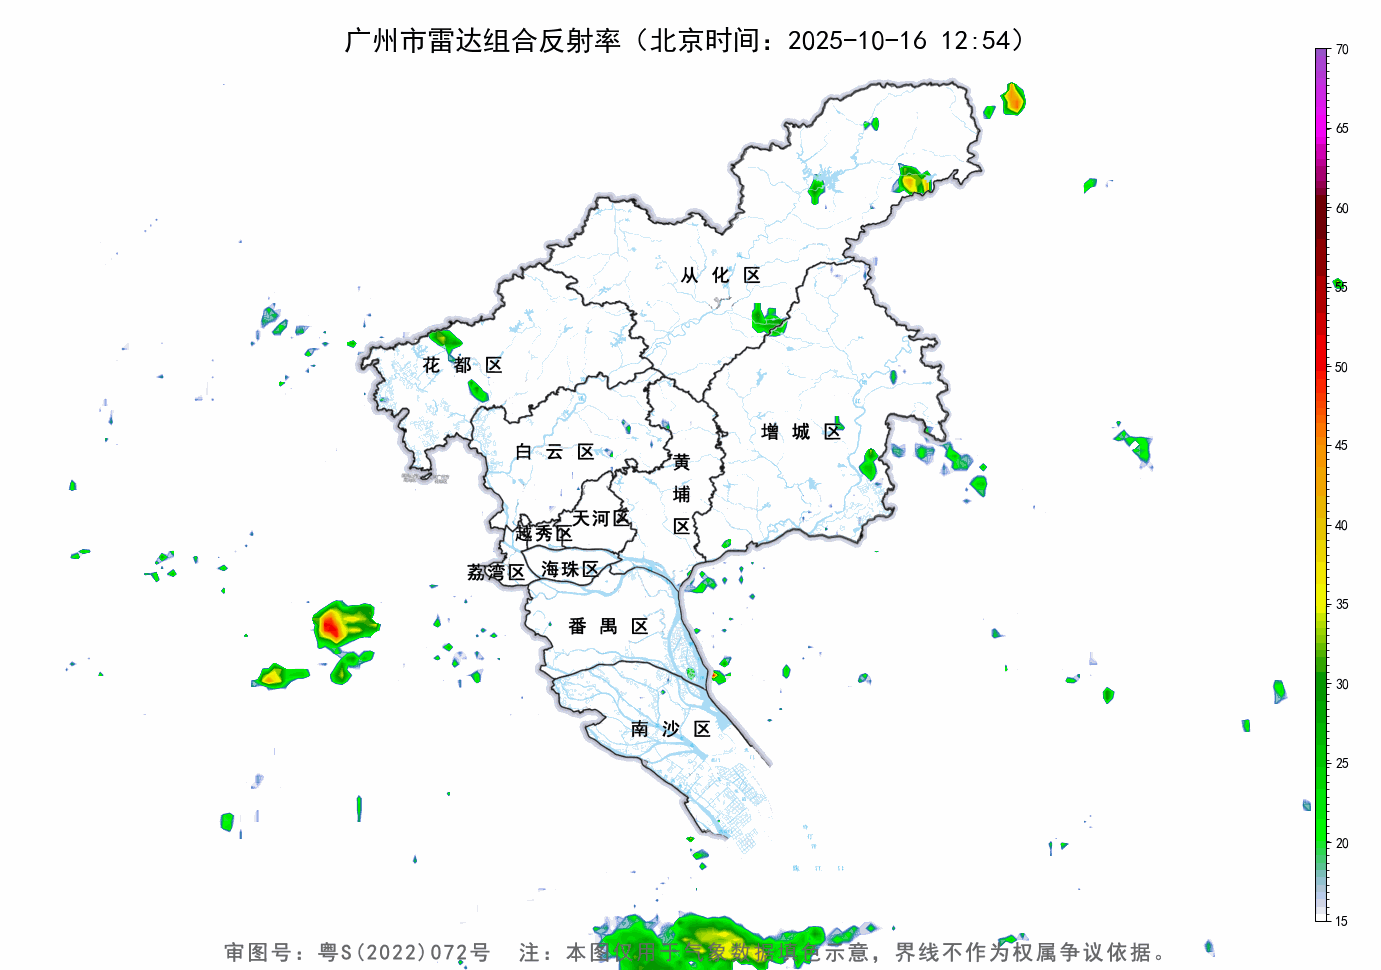 广州市雷达组合反射率（北京时间：2025-10-16 12:54）
70
65
60
55
50
45
40
35
30
25
20
15
从 化 区
花 都 区
增 城 区
白 云 区
黄
埔
区
天河区
越秀区
荔湾区
海珠区
番 禺 区
南 沙 区
审图号：粤S(2022)072号 注：本图仅用于气象数据填色示意，界线不作为权属争议依据。